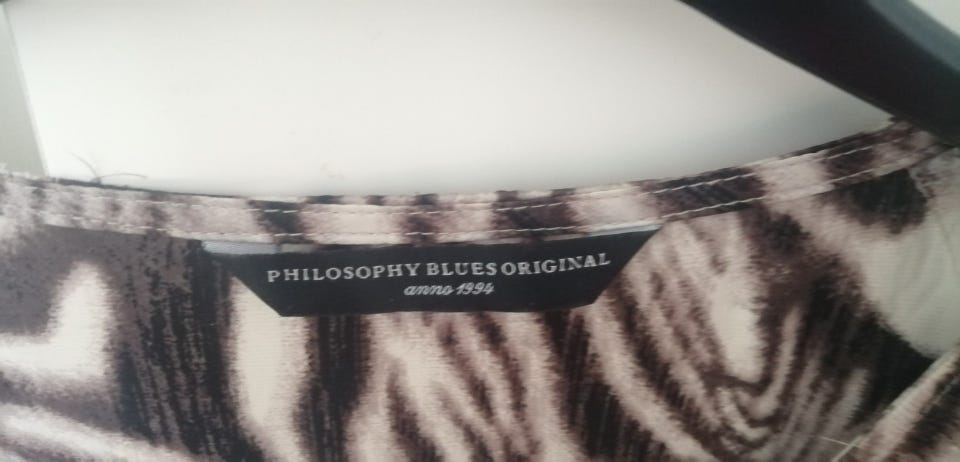 PHILOSOPHY BLUES ORIGINAL
anno 1994